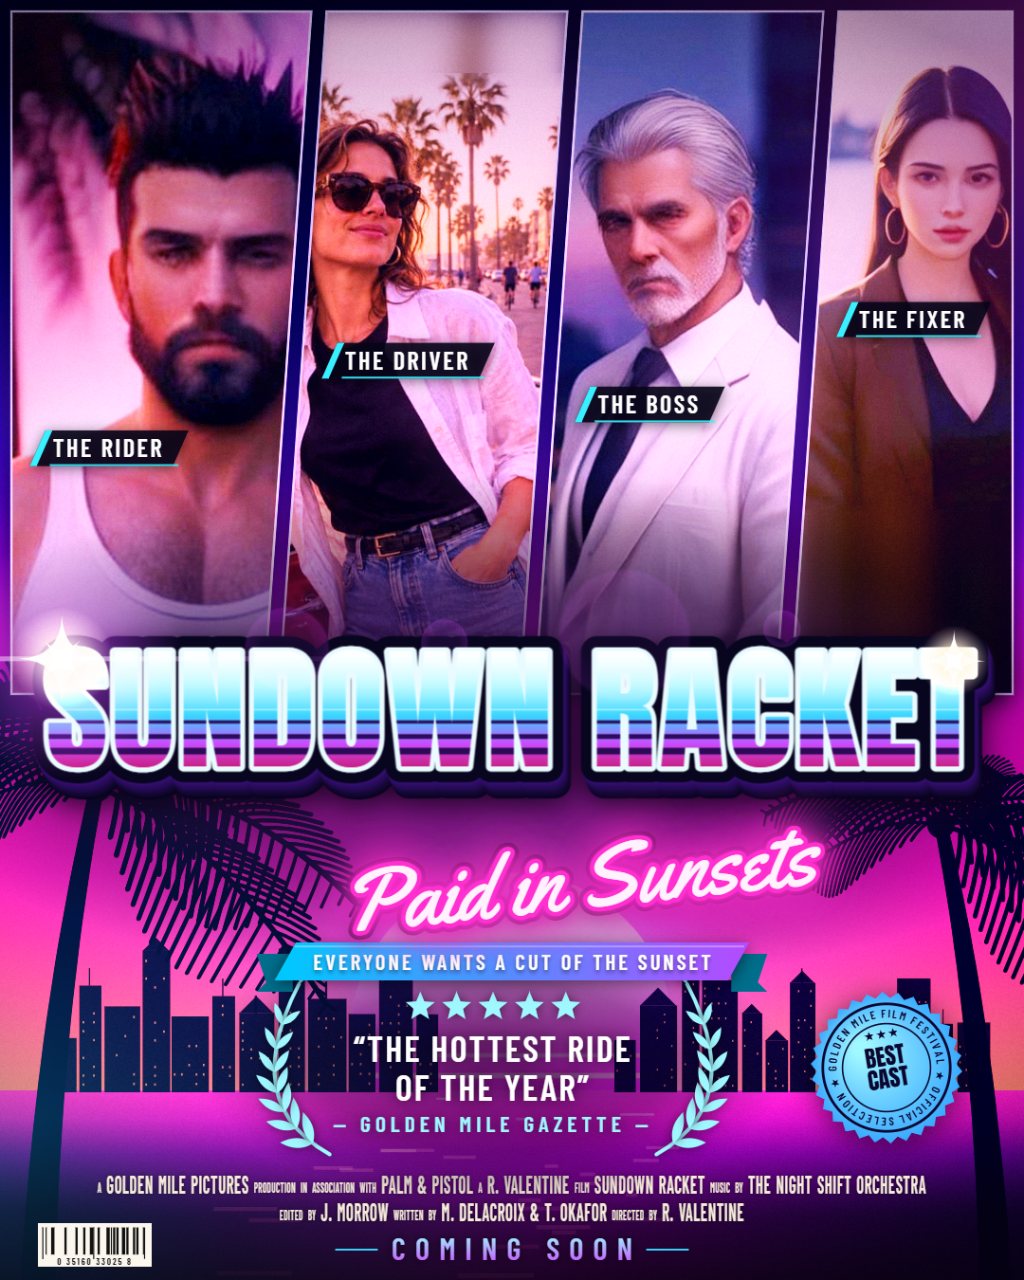 THE FIXER
THE DRIVER
THE BOSS
THE RIDER
SUNDOWN RACKET
Paid in Sunsets
EVERYONE WANTS A CUT OF THE SUNSET
“THE HOTTEST RIDE
OF THE YEAR”
– GOLDEN MILE GAZETTE –
GOLDEN MILE FILM FESTIVAL
BEST
CAST
OFFICIAL SELECTION
A GOLDEN MILE PICTURES PRODUCTION IN ASSOCIATION WITH PALM & PISTOL A R. VALENTINE FILM SUNDOWN RACKET MUSIC BY THE NIGHT SHIFT ORCHESTRA
EDITED BY J. MORROW WRITTEN BY M. DELACROIX & T. OKAFOR DIRECTED BY R. VALENTINE
COMING SOON
0 35160 33025 8